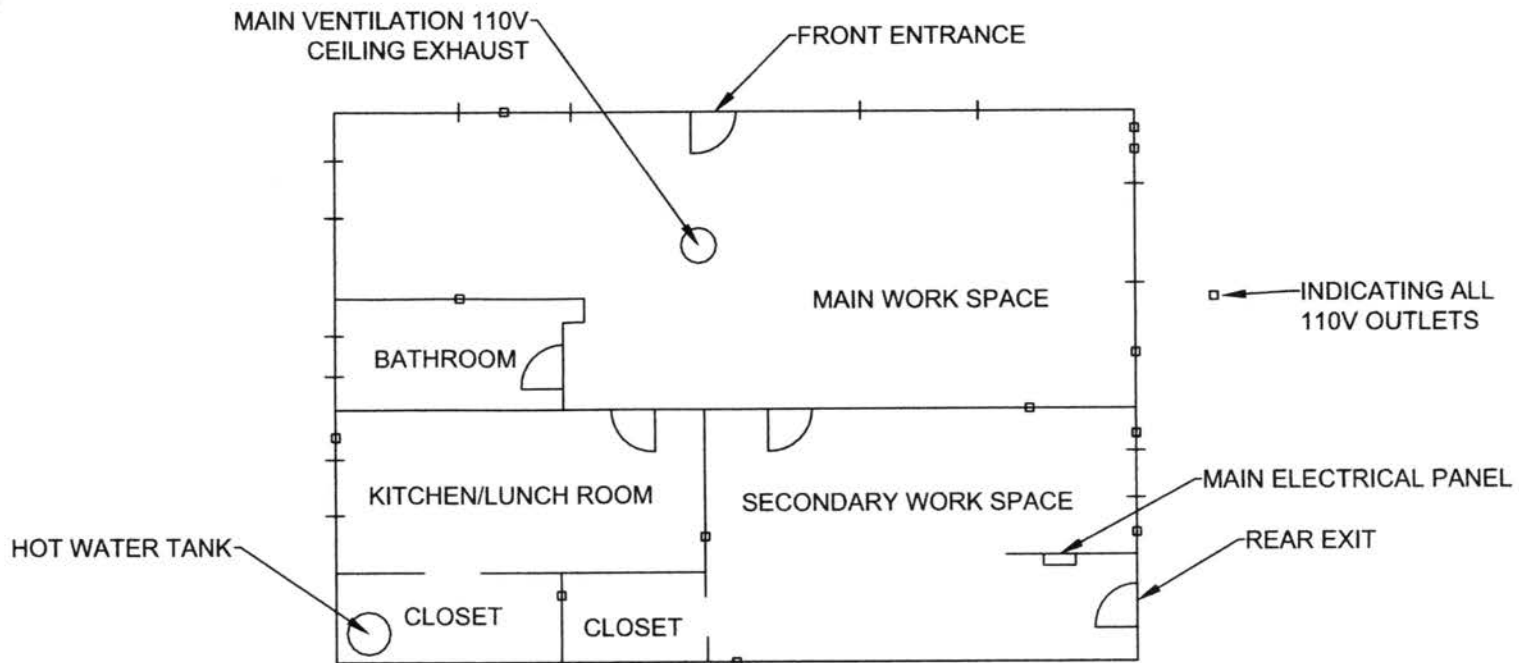 MAIN VENTILATION 110V
CEILING EXHAUST
FRONT ENTRANCE
MAIN WORK SPACE
INDICATING ALL
110V OUTLETS
BATHROOM
KITCHEN/LUNCH ROOM
SECONDARY WORK SPACE
MAIN ELECTRICAL PANEL
HOT WATER TANK
REAR EXIT
CLOSET
CLOSET